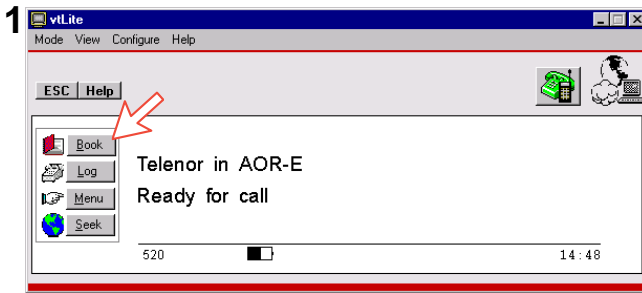 1
vtLite
Mode View Configure Help
ESC Help
Book
Log
Menu
Seek
Telenor in AOR-E
Ready for call
520 14:48